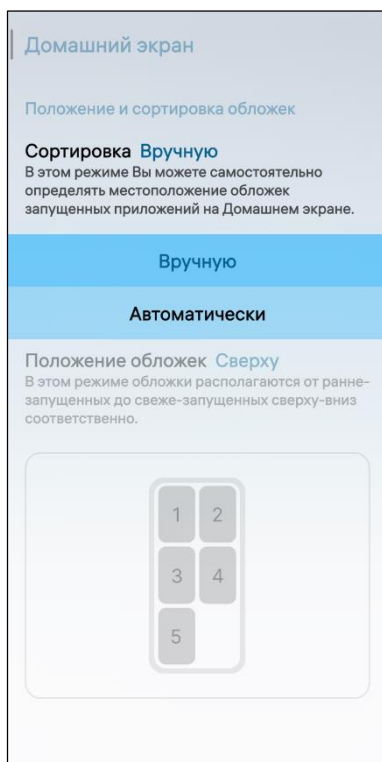 Домашний экран
Положение и сортировка обложек
Сортировка Вручную
В этом режиме Вы можете самостоятельно
определять местоположение обложек
запущенных приложений на Домашнем экране.
Вручную
Автоматически
Положение обложек Сверху
В этом режиме обложки располагаются от ранне-
запущенных до свеже-запущенных сверху-вниз
соответственно.
1 2
3 4
5